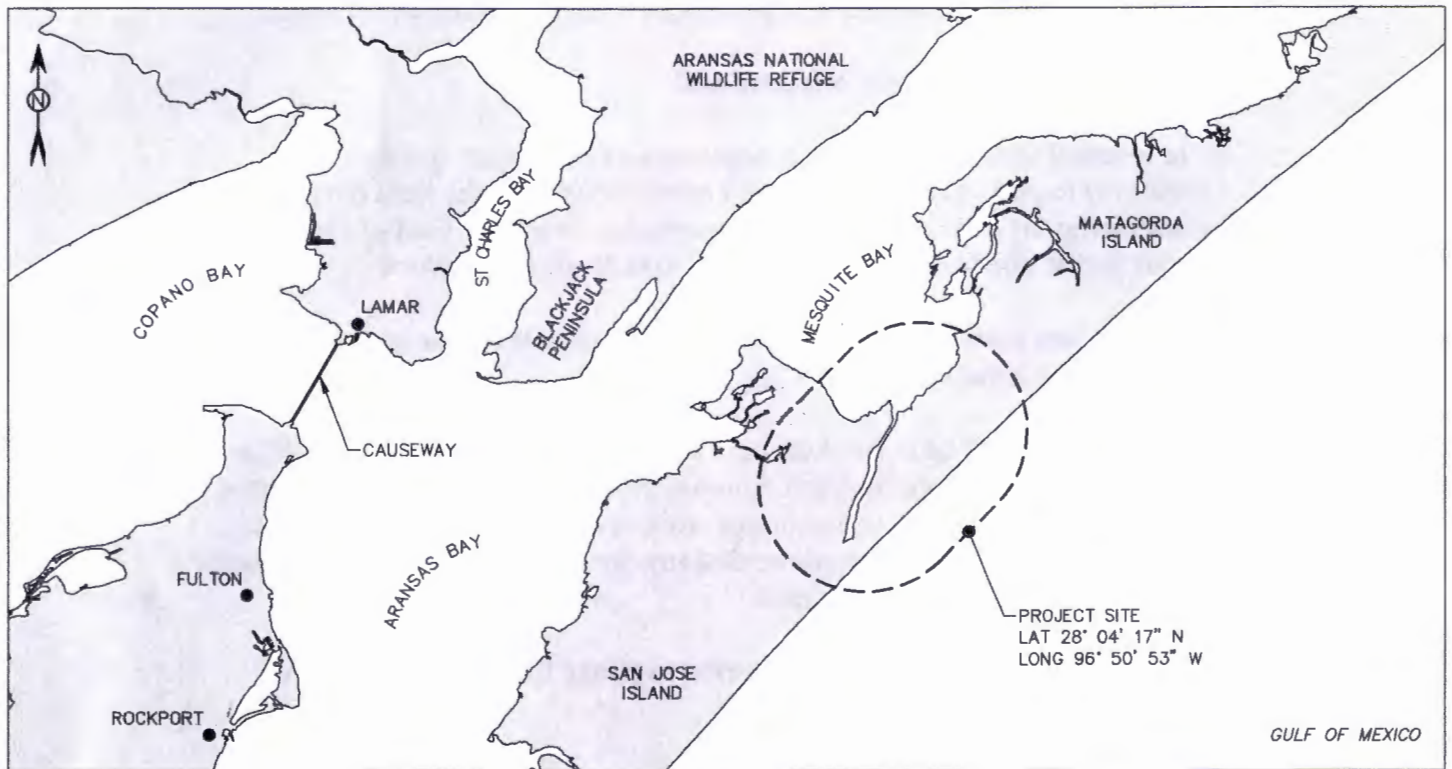 ARANSAS NATIONAL
WILDLIFE REFUGE
N
ST CHARLES BAY
MATAGORDA
ISLAND
COPANO BAY
LAMAR
BLACKJACK
PENINSULA
MESQUITE BAY
CAUSEWAY
ARANSAS BAY
FULTON
PROJECT SITE
LAT 28° 04' 17" N
LONG 96° 50' 53" W
SAN JOSE
ISLAND
ROCKPORT
GULF OF MEXICO